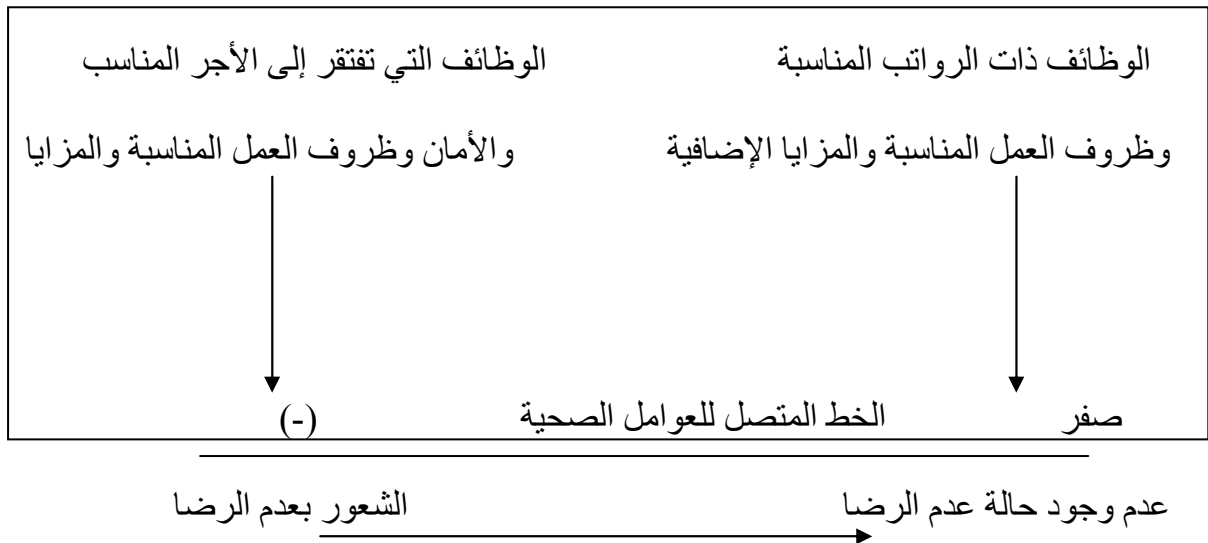 الوظائف ذات الرواتب المناسبة الوظائف التي تفتقر إلى الأجر المناسب
وظروف العمل المناسبة والمزايا الإضافية والأمان وظروف العمل المناسبة والمزايا
صفر الخط المتصل للعوامل الصحية (-)
عدم وجود حالة عدم الرضا الشعور بعدم الرضا